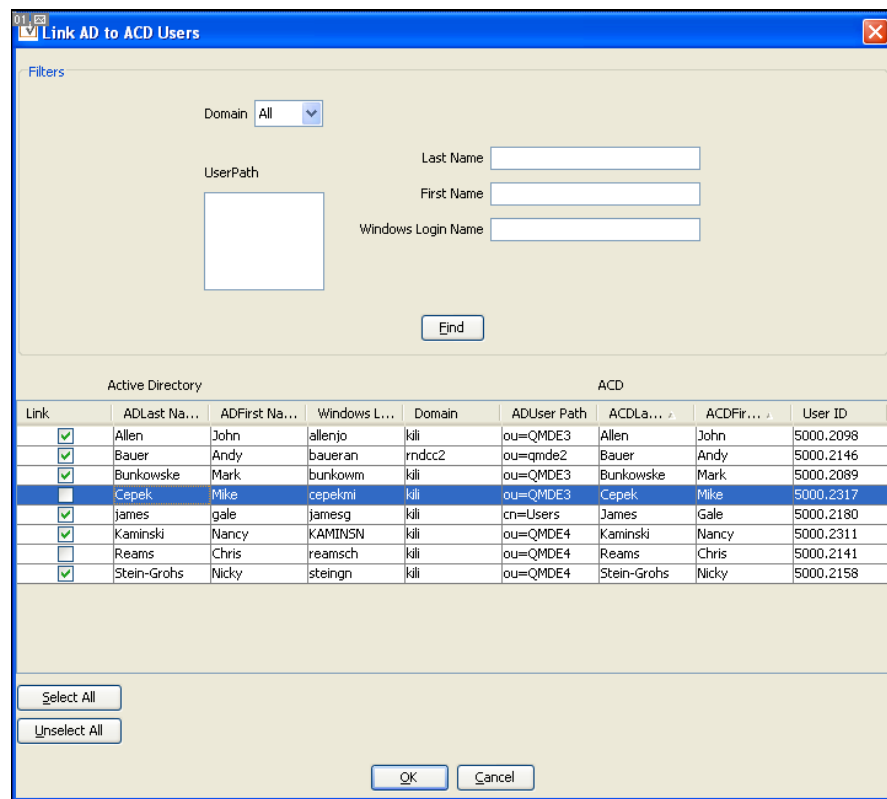 01
Link AD to ACD Users
Filters
Domain All
UserPath
Last Name
First Name
Windows Login Name
Find
Active Directory ACD
Link ADLast Na... ADFirst Na... Windows L... Domain ADUser Path ACDLa... ACDFir... User ID
Allen John allenjo kili ou=QMDE3 Allen John 5000.2098
Bauer Andy baueran rndcc2 ou=qmde2 Bauer Andy 5000.2146
Bunkowske Mark bunkowm kili ou=QMDE3 Bunkowske Mark 5000.2089
Cepek Mike cepekmi kili ou=QMDE3 Cepek Mike 5000.2317
james gale jamesg kili cn=Users James Gale 5000.2180
Kaminski Nancy KAMINSN kili ou=QMDE4 Kaminski Nancy 5000.2311
Reams Chris reamsch kili ou=QMDE4 Reams Chris 5000.2141
Stein-Grohs Nicky steingn kili ou=QMDE4 Stein-Grohs Nicky 5000.2158
Select All
Unselect All
OK Cancel